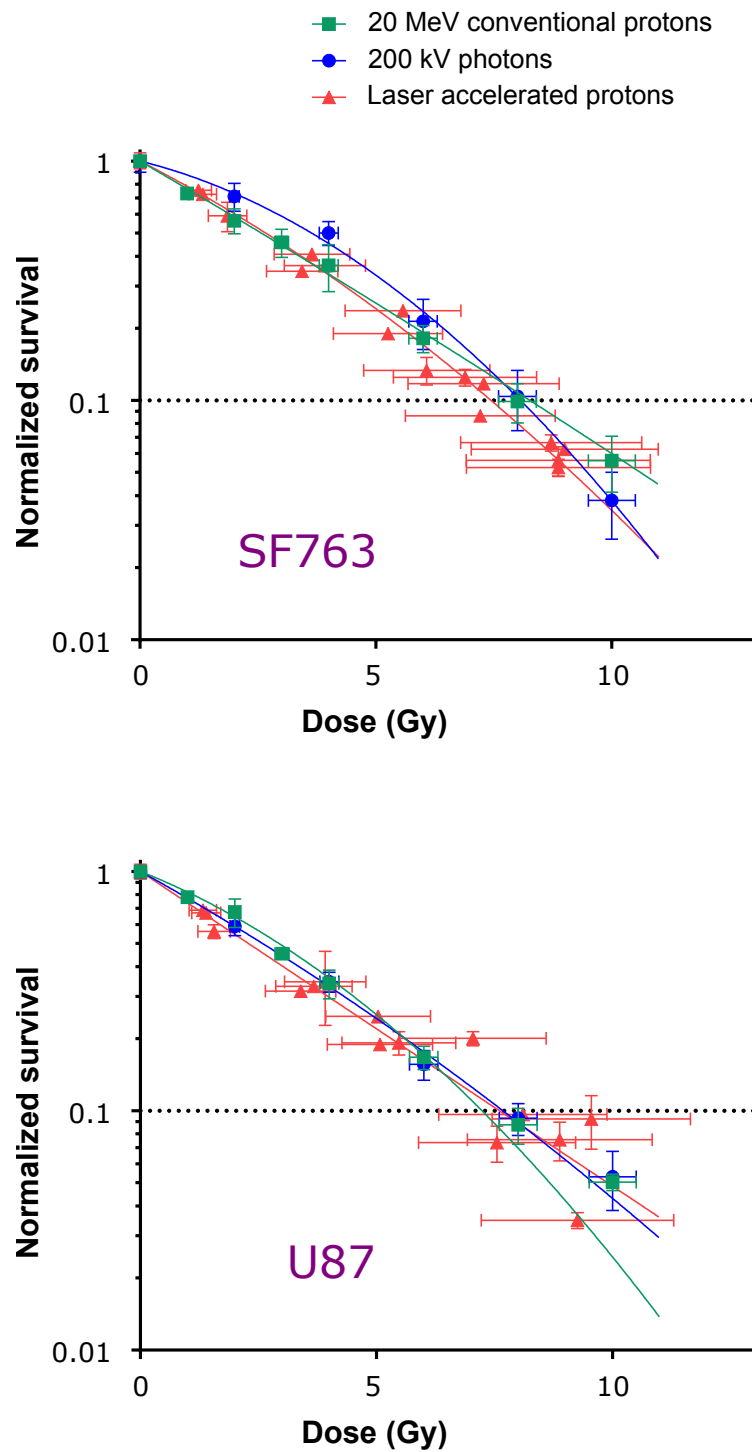 20 MeV conventional protons
200 kV photons
Laser accelerated protons
1
0.1
0.01
Normalized survival
SF763
0 5 10
Dose (Gy)
1
0.1
0.01
Normalized survival
U87
0 5 10
Dose (Gy)